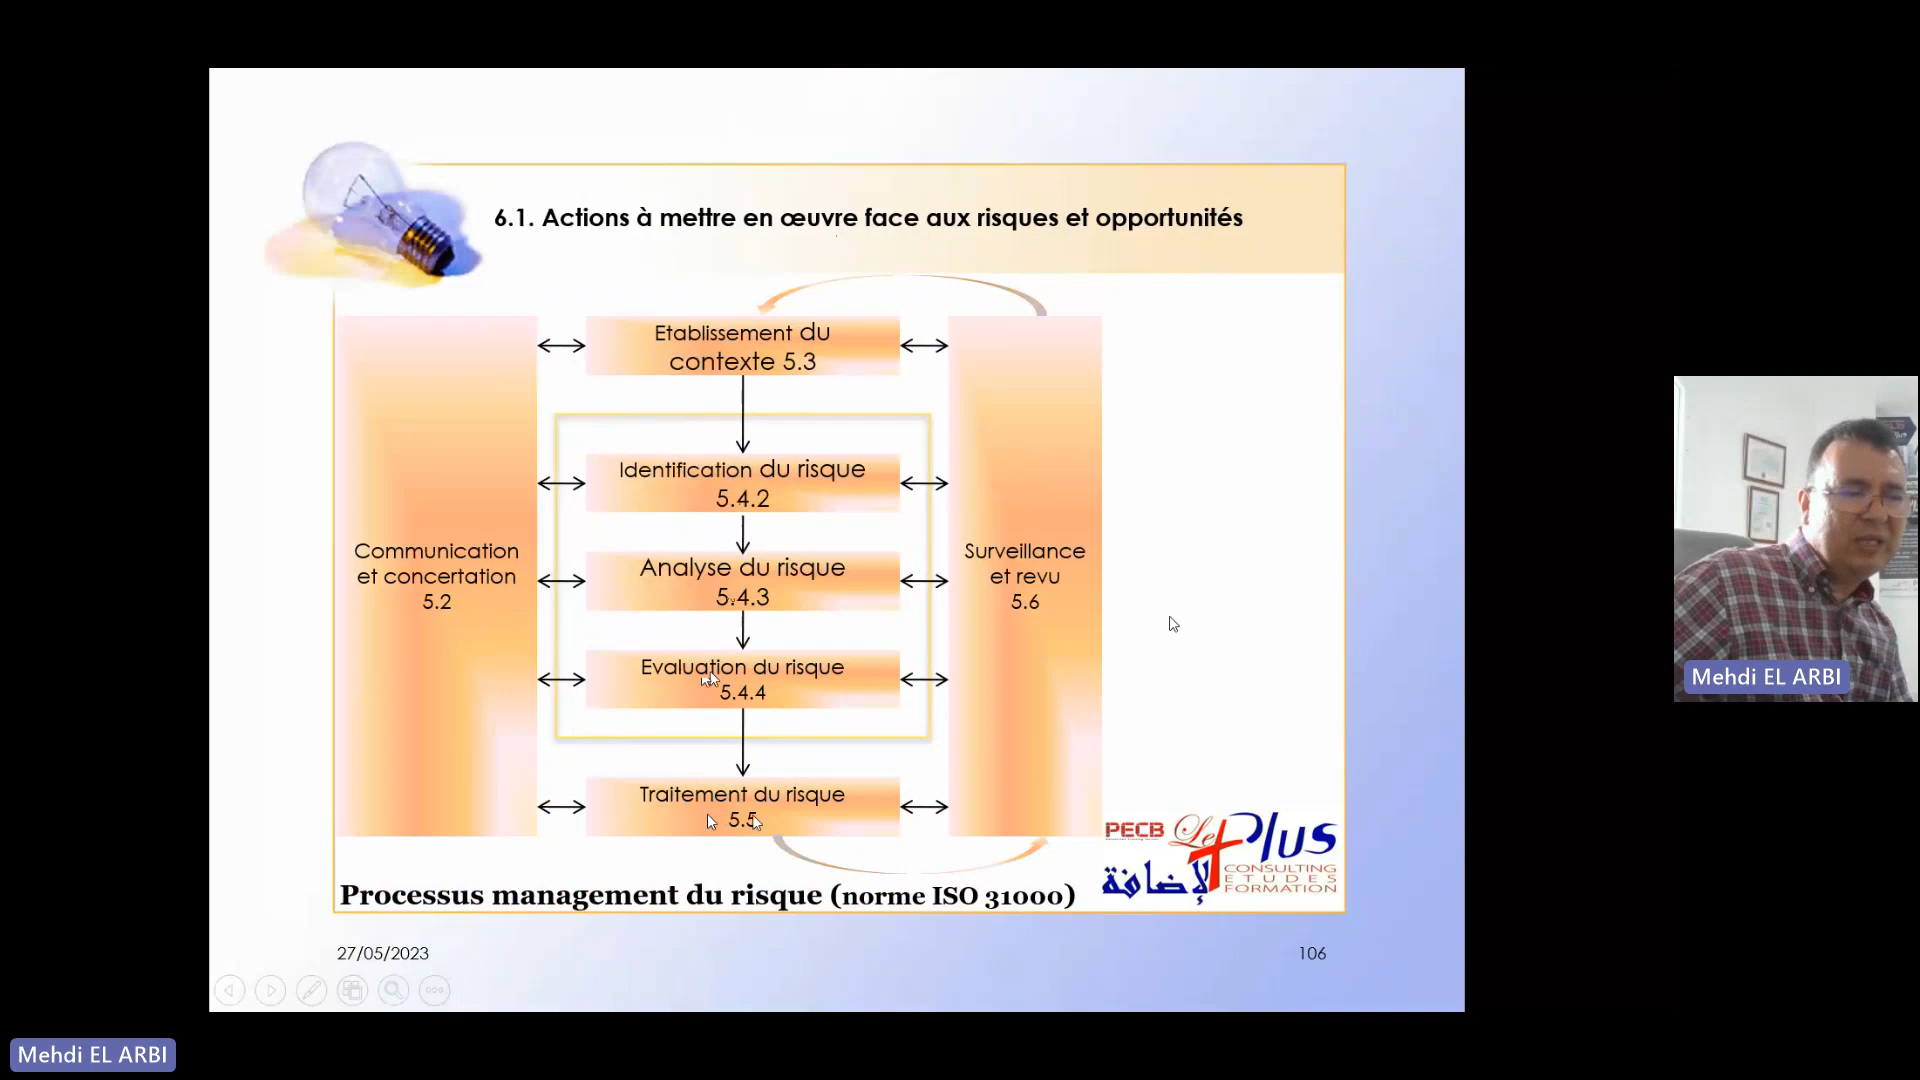 6.1. Actions à mettre en œuvre face aux risques et opportunités
Etablissement du
contexte 5.3
Identification du risque
5.4.2
Analyse du risque
5.4.3
Evaluation du risque
5.4.4
Traitement du risque
5.5
Communication
et concertation
5.2
Surveillance
et revu
5.6
Processus management du risque (norme ISO 31000)
PECB
Le Plus
الإضافة
CONSULTING
ETUDES
FORMATION
27/05/2023
106
Mehdi EL ARBI
Mehdi EL ARBI